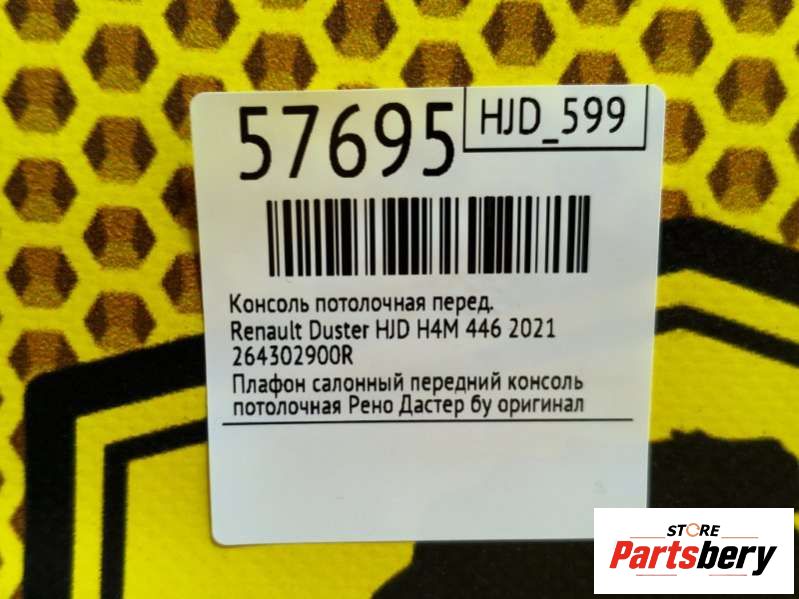 57695
HJD_599
Консоль потолочная перед.
Renault Duster HJD H4M 446 2021
264302900R
Плафон салонный передний консоль
потолочная Рено Дастер бу оригинал
STORE
Partsbery